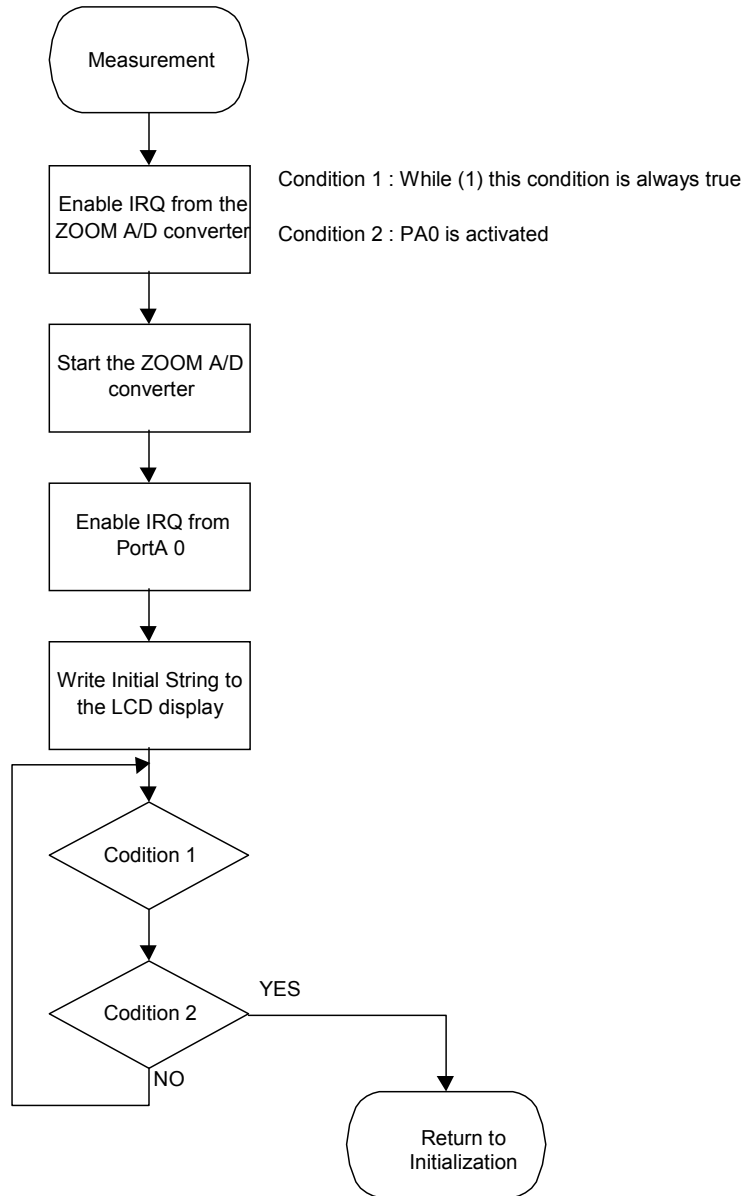 Measurement
Enable IRQ from the
ZOOM A/D converter
Condition 1 : While (1) this condition is always true
Condition 2 : PA0 is activated
Start the ZOOM A/D
converter
Enable IRQ from
PortA 0
Write Initial String to
the LCD display
Codition 1
Codition 2
YES
NO
Return to
Initialization